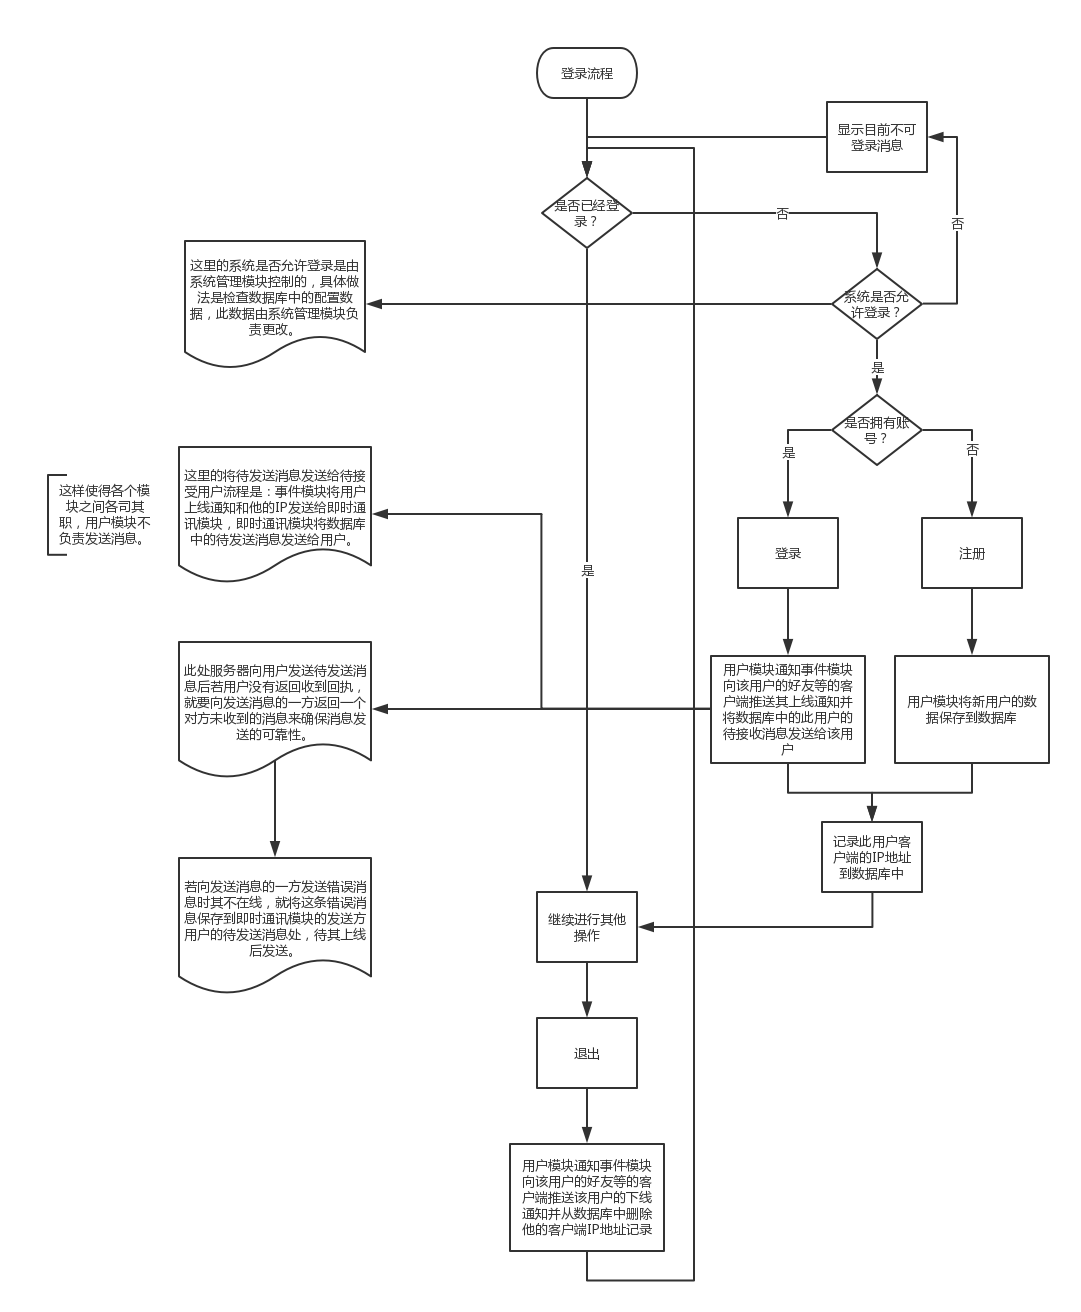 登录流程
显示目前不可
登录消息
是否已经登
录？
否
否
这里的系统是否允许登录是由
系统管理模块控制的，具体做
法是检查数据库中的配置数
据，此数据由系统管理模块负
责更改。
系统是否允
许登录？
是
是否拥有账
号？
是
否
这里的将待发送消息发送给待接
受用户流程是：事件模块将用户
上线通知和他的IP发送给即时通
讯模块，即时通讯模块将数据库
中的待发送消息发送给用户。
这样使得各个模
块之间各司其
职，用户模块不
负责发送消息。
是
登录
注册
此处服务器向用户发送待发送消
息后若用户没有返回收到回执，
就要向发送消息的一方返回一个
对方未收到的消息来确保消息发
送的可靠性。
用户模块通知事件模块
向该用户的好友等的客
户端推送其上线通知并
将数据库中的此用户的
待接收消息发送给该用
户
用户模块将新用户的数
据保存到数据库
记录此用户客
户端的IP地址
到数据库中
若向发送消息的一方发送错误消
息时其不在线，就将这条错误消
息保存到即时通讯模块的发送方
用户的待发送消息处，待其上线
后发送。
继续进行其他
操作
退出
用户模块通知事件模块
向该用户的好友等的客
户端推送该用户的下线
通知并从数据库中删除
他的客户端IP地址记录